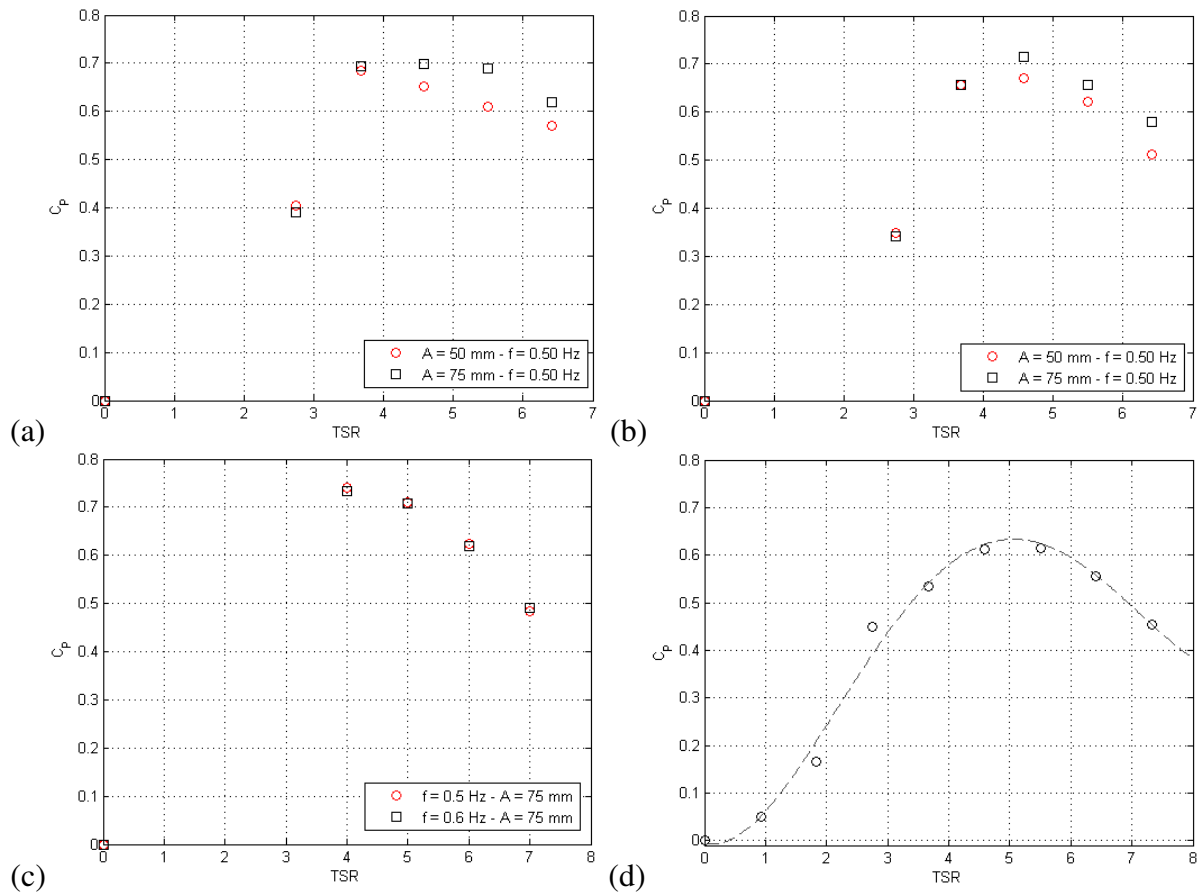 0.8
0.7
0.6
0.5
0.4
0.3
0.2
0.1
0
C_P
0 1 2 3 4 5 6 7
TSR
A = 50 mm - f = 0.50 Hz
A = 75 mm - f = 0.50 Hz
(a)
0.8
0.7
0.6
0.5
0.4
0.3
0.2
0.1
0
C_P
0 1 2 3 4 5 6 7
TSR
A = 50 mm - f = 0.50 Hz
A = 75 mm - f = 0.50 Hz
(b)
0.8
0.7
0.6
0.5
0.4
0.3
0.2
0.1
0
C_P
0 1 2 3 4 5 6 7 8
TSR
f = 0.5 Hz - A = 75 mm
f = 0.6 Hz - A = 75 mm
(c)
0.8
0.7
0.6
0.5
0.4
0.3
0.2
0.1
0
C_P
0 1 2 3 4 5 6 7 8
TSR
(d)